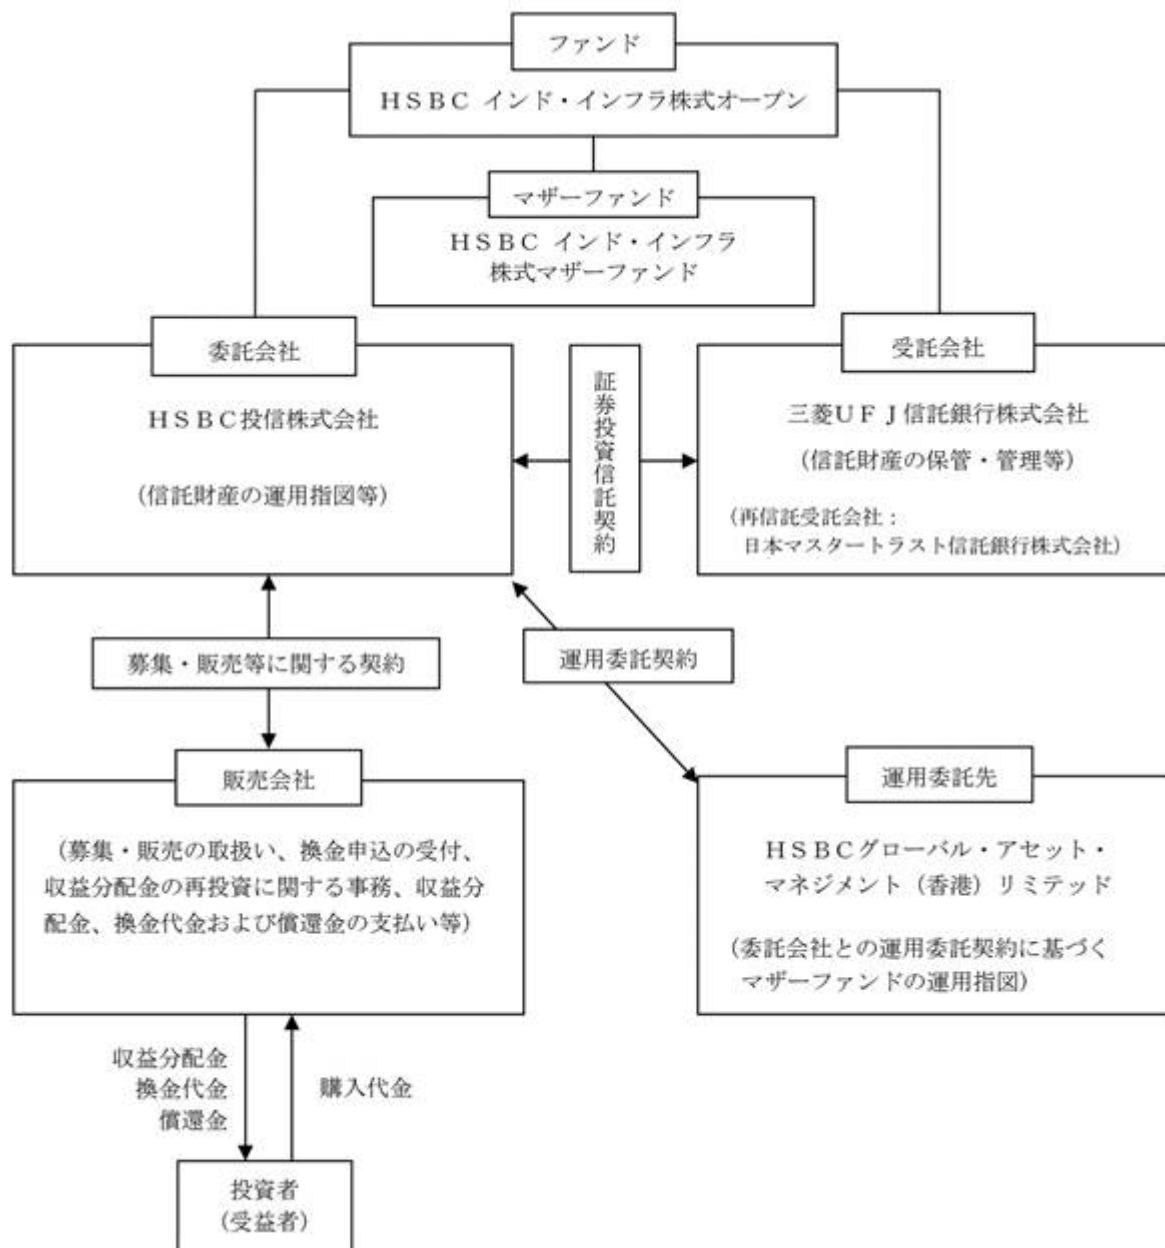 ファンド
HSBC インド・インフラ株式オープン
マザーファンド
HSBC インド・インフラ
株式マザーファンド
委託会社
HSBC投信株式会社
(信託財産の運用指図等)
証券投資信託契約
受託会社
三菱UFJ信託銀行株式会社
(信託財産の保管・管理等)
(再信託受託会社:
日本マスタートラスト信託銀行株式会社)
募集・販売等に関する契約
運用委託契約
販売会社
(募集・販売の取扱い、換金申込の受付、
収益分配金の再投資に関する事務、収益分
配金、換金代金および償還金の支払い等)
運用委託先
HSBCグローバル・アセット・
マネジメント(香港)リミテッド
(委託会社との運用委託契約に基づく
マザーファンドの運用指図)
収益分配金
換金代金
償還金
購入代金
投資者
(受益者)